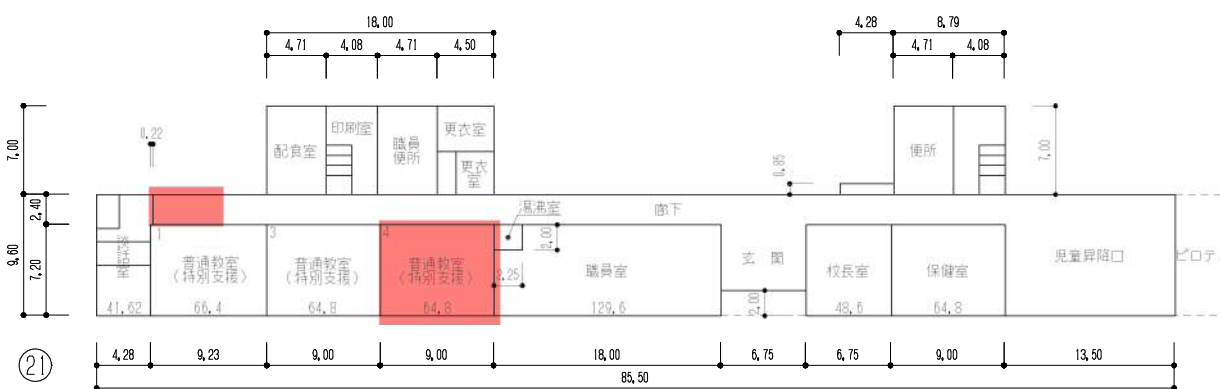 18.00
4.71
4.08
4.71
4.50
4.28
8.79
4.71
4.08
7.00
0.22
配食室
印刷室
職員
便所
更衣室
更衣
室
便所
0.85
7.00
2.40
9.60
7.20
談話室
湯沸室
廊下
1
3
4
普通教室
(特別支援)
普通教室
(特別支援)
普通教室
(特別支援)
2.00
2.25
職員室
玄関
2.00
校長室
保健室
児童昇降口
ピロテ
41.62
66.4
64.8
64.8
129.6
48.6
64.8
21
4.28
9.23
9.00
9.00
18.00
6.75
6.75
9.00
13.50
85.50